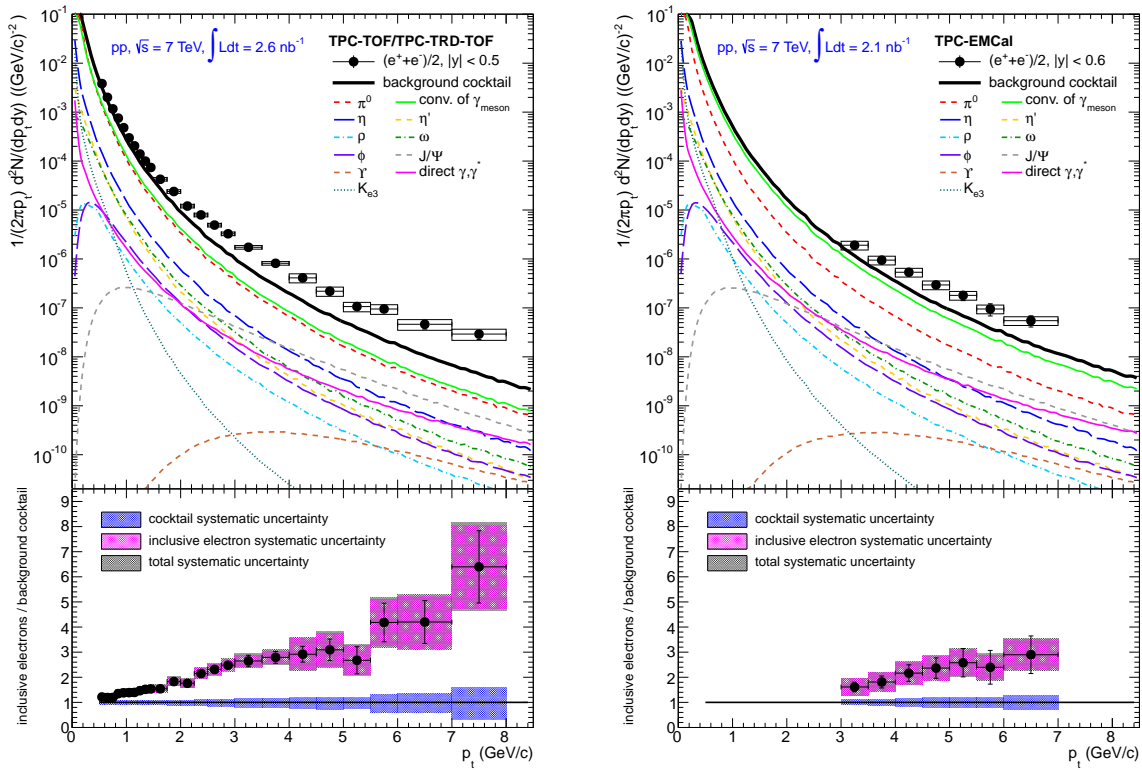 pp, √s = 7 TeV, ∫ Ldt = 2.6 nb⁻¹
TPC-TOF/TPC-TRD-TOF
(e⁺+e⁻)/2, |y| < 0.5
background cocktail
π⁰
conv. of γ_meson
η
η'
ρ
ω
ϕ
J/Ψ
ϒ
direct γ,γ*
K_e3
1/(2πp_t) d²N/(dp_tdy) ((GeV/c)⁻²)
10⁻¹
10⁻²
10⁻³
10⁻⁴
10⁻⁵
10⁻⁶
10⁻⁷
10⁻⁸
10⁻⁹
10⁻¹⁰
inclusive electrons / background cocktail
9
8
7
6
5
4
3
2
1
0
cocktail systematic uncertainty
inclusive electron systematic uncertainty
total systematic uncertainty
0 1 2 3 4 5 6 7 8
p_t (GeV/c)
pp, √s = 7 TeV, ∫ Ldt = 2.1 nb⁻¹
TPC-EMCal
(e⁺+e⁻)/2, |y| < 0.6
background cocktail
π⁰
conv. of γ_meson
η
η'
ρ
ω
ϕ
J/Ψ
ϒ
direct γ,γ*
K_e3
1/(2πp_t) d²N/(dp_tdy) ((GeV/c)⁻²)
10⁻¹
10⁻²
10⁻³
10⁻⁴
10⁻⁵
10⁻⁶
10⁻⁷
10⁻⁸
10⁻⁹
10⁻¹⁰
inclusive electrons / background cocktail
9
8
7
6
5
4
3
2
1
0
cocktail systematic uncertainty
inclusive electron systematic uncertainty
total systematic uncertainty
0 1 2 3 4 5 6 7 8
p_t (GeV/c)